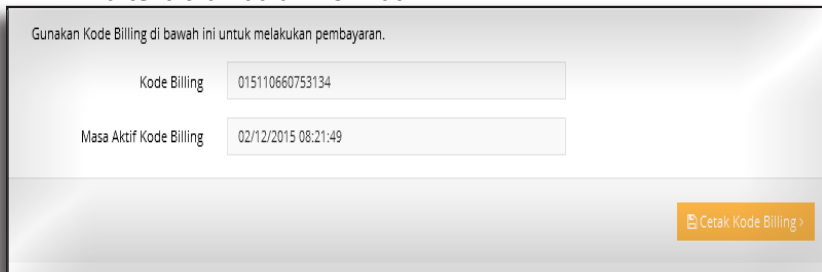 Gunakan Kode Billing di bawah ini untuk melakukan pembayaran.
Kode Billing 015110660753134
Masa Aktif Kode Billing 02/12/2015 08:21:49
Cetak Kode Billing >